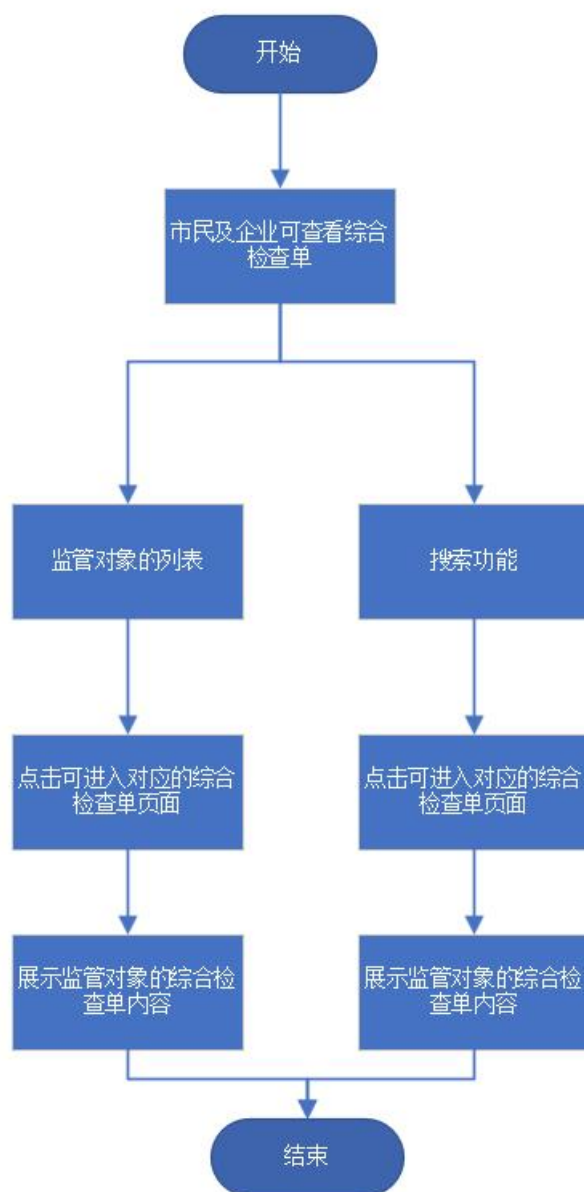 开始
市民及企业可查看综合
检查单
监管对象的列表
搜索功能
点击可进入对应的综合
检查单页面
点击可进入对应的综合
检查单页面
展示监管对象的综合检
查单内容
展示监管对象的综合检
查单内容
结束